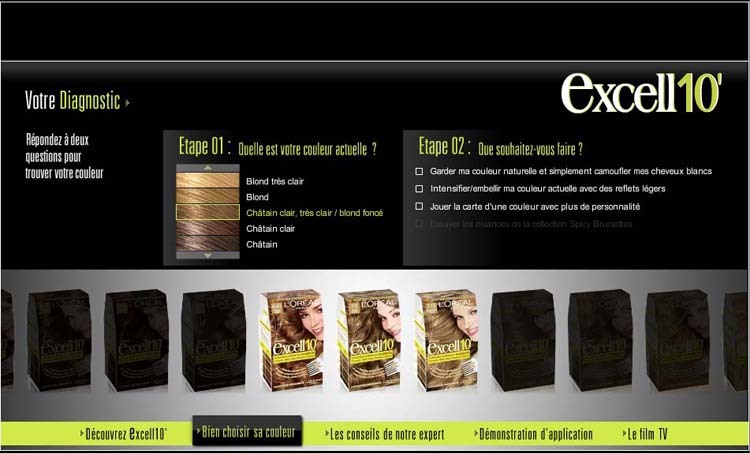 excell10'
Votre Diagnostic
Répondez à deux
questions pour
trouver votre couleur
Etape 01 : Quelle est votre couleur actuelle ?
Blond très clair
Blond
Châtain clair, très clair / blond foncé
Châtain clair
Châtain
Etape 02 : Que souhaitez-vous faire ?
Garder ma couleur naturelle et simplement camoufler mes cheveux blancs
Intensifier/embellir ma couleur actuelle avec des reflets légers
Jouer la carte d'une couleur avec plus de personnalité
Essayer les nuances de la collection Spicy Brunettes
L'ORÉAL
excell10'
L'ORÉAL
excell10'
L'ORÉAL
excell10'
Découvrez excell10'
Bien choisir sa couleur
Les conseils de notre expert
Démonstration d'application
Le film TV